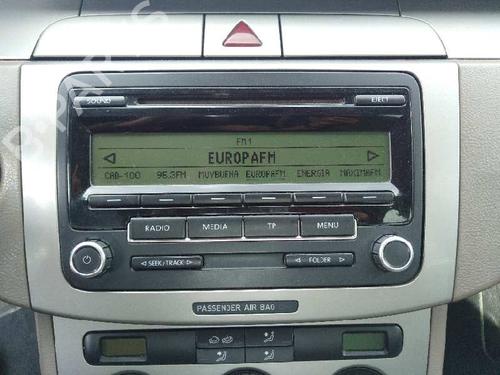 SOUND
EJECT
FM1
EUROPAFM
CAD-100 96.3FM MUYBUENA EUROPAFM ENERGIA MAXIMAFM
RADIO MEDIA TP MENU
SEEK/TRACK FOLDER
PASSENGER AIR BAG